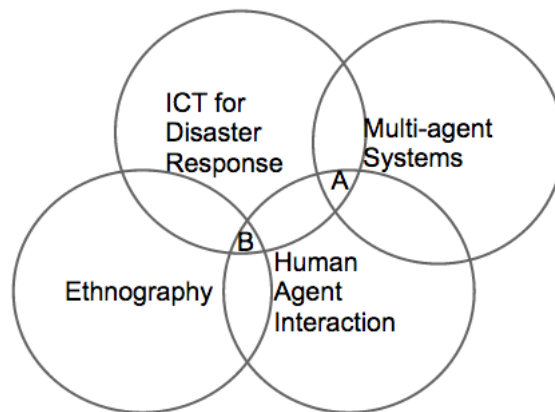 ICT for
Disaster
Response
Multi-agent
Systems
A
B
Ethnography
Human
Agent
Interaction